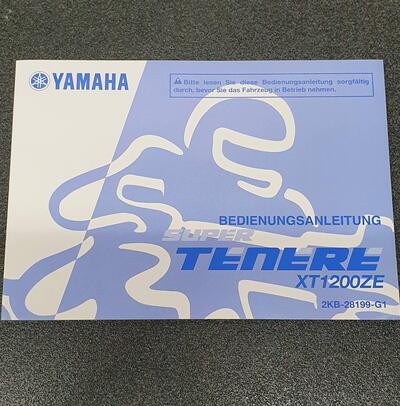 YAMAHA
Bitte lesen Sie diese Bedienungsanleitung sorgfältig
durch, bevor Sie das Fahrzeug in Betrieb nehmen.
BEDIENUNGSANLEITUNG
SUPER
TENERE
XT1200ZE
2KB-28199-G1